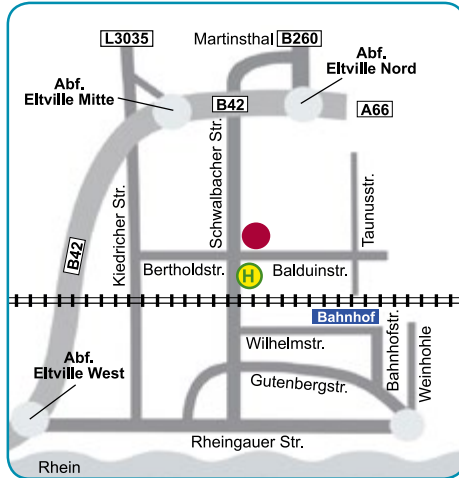 L3035
Martinsthal B260
Abf.
Eltville Mitte
Abf.
Eltville Nord
B42
A66
Kiedricher Str.
Schwalbacher Str.
Taunusstr.
B42
Bertholdstr.
H
Balduinstr.
Bahnhof
Wilhelmstr.
Bahnhofstr.
Weinhohle
Abf.
Eltville West
Gutenbergstr.
Rheingauer Str.
Rhein